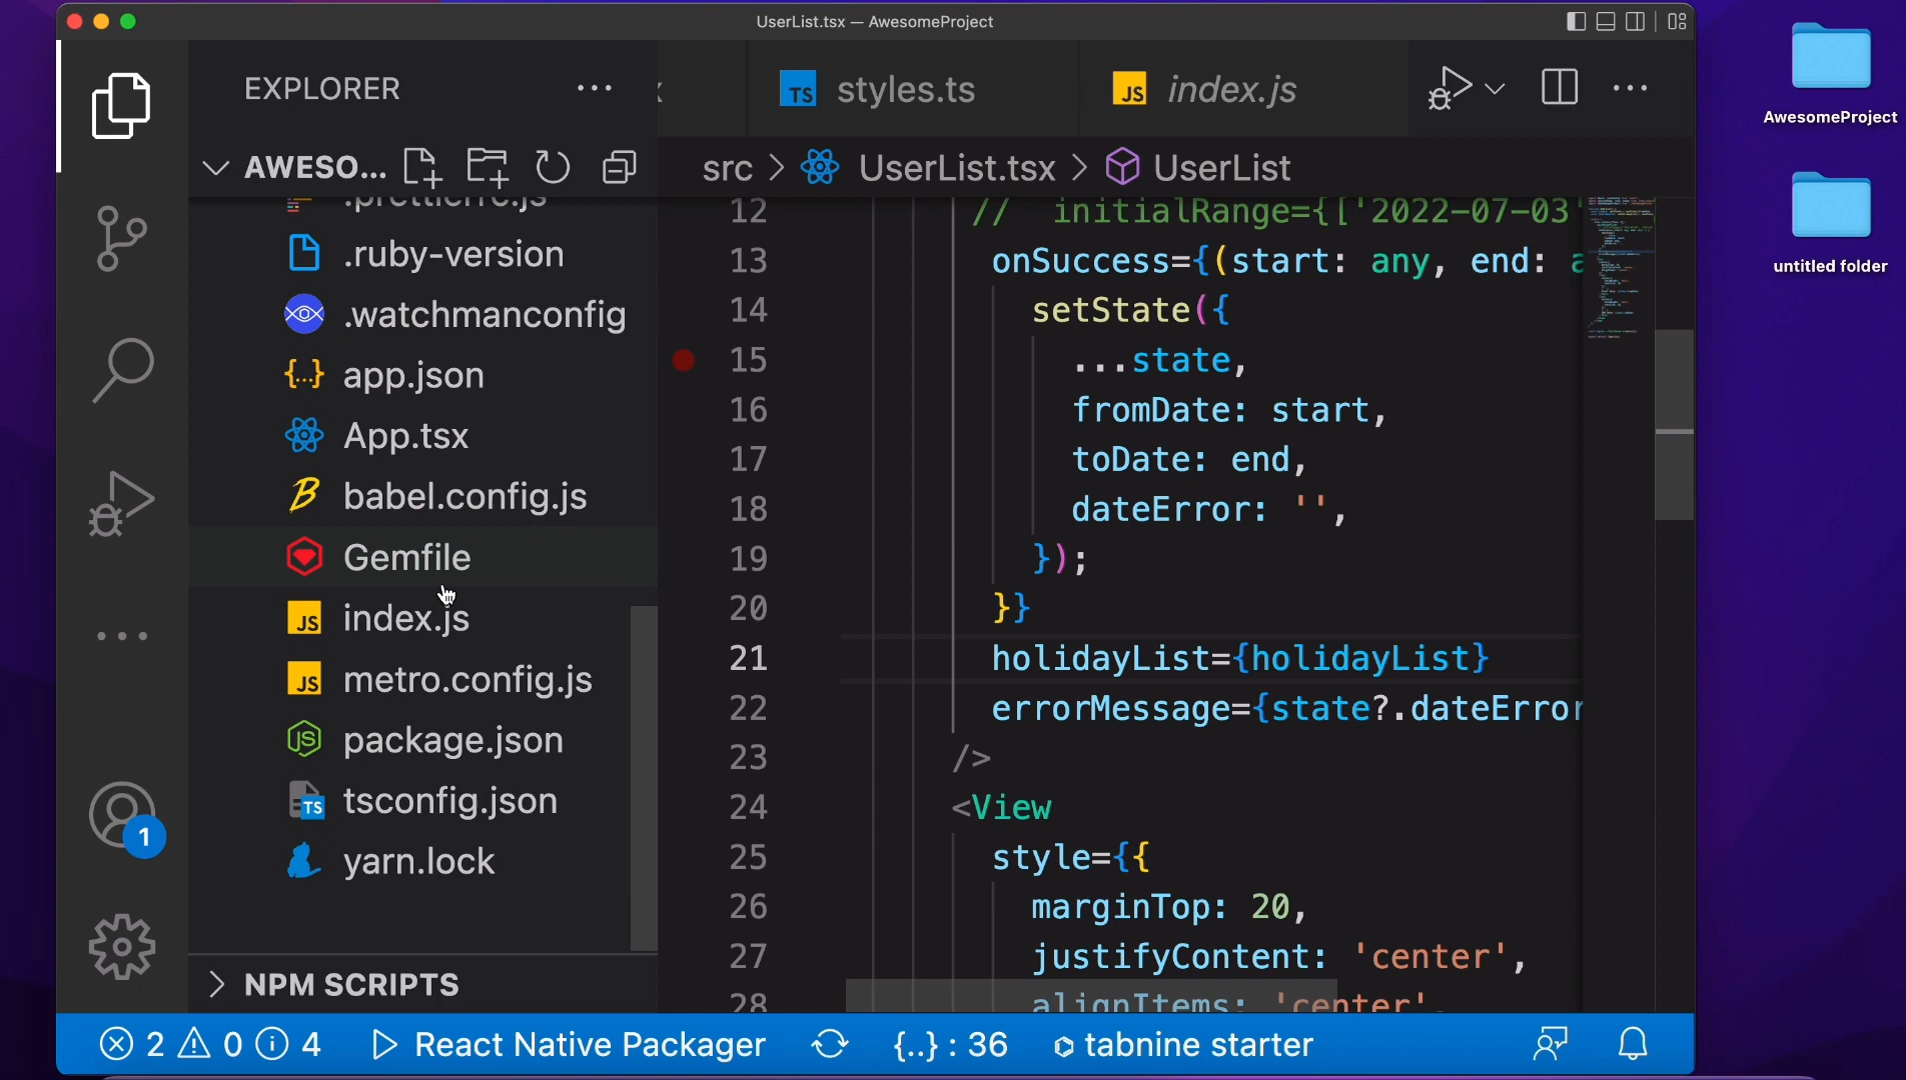 UserList.tsx — AwesomeProject
EXPLORER
styles.ts
index.js
AWESO...
src > UserList.tsx > UserList
.prettierrc.js
.ruby-version
.watchmanconfig
app.json
App.tsx
babel.config.js
Gemfile
index.js
metro.config.js
package.json
tsconfig.json
yarn.lock
NPM SCRIPTS
12 // initialRange={['2022-07-03'
13 onSuccess={(start: any, end: a
14 setState({
15 ...state,
16 fromDate: start,
17 toDate: end,
18 dateError: '',
19 });
20 }}
21 holidayList={holidayList}
22 errorMessage={state?.dateError
23 />
24 <View
25 style={{
26 marginTop: 20,
27 justifyContent: 'center',
28 alignItems: 'center'
1
2 0 4 React Native Packager {..} : 36 tabnine starter
AwesomeProject
untitled folder